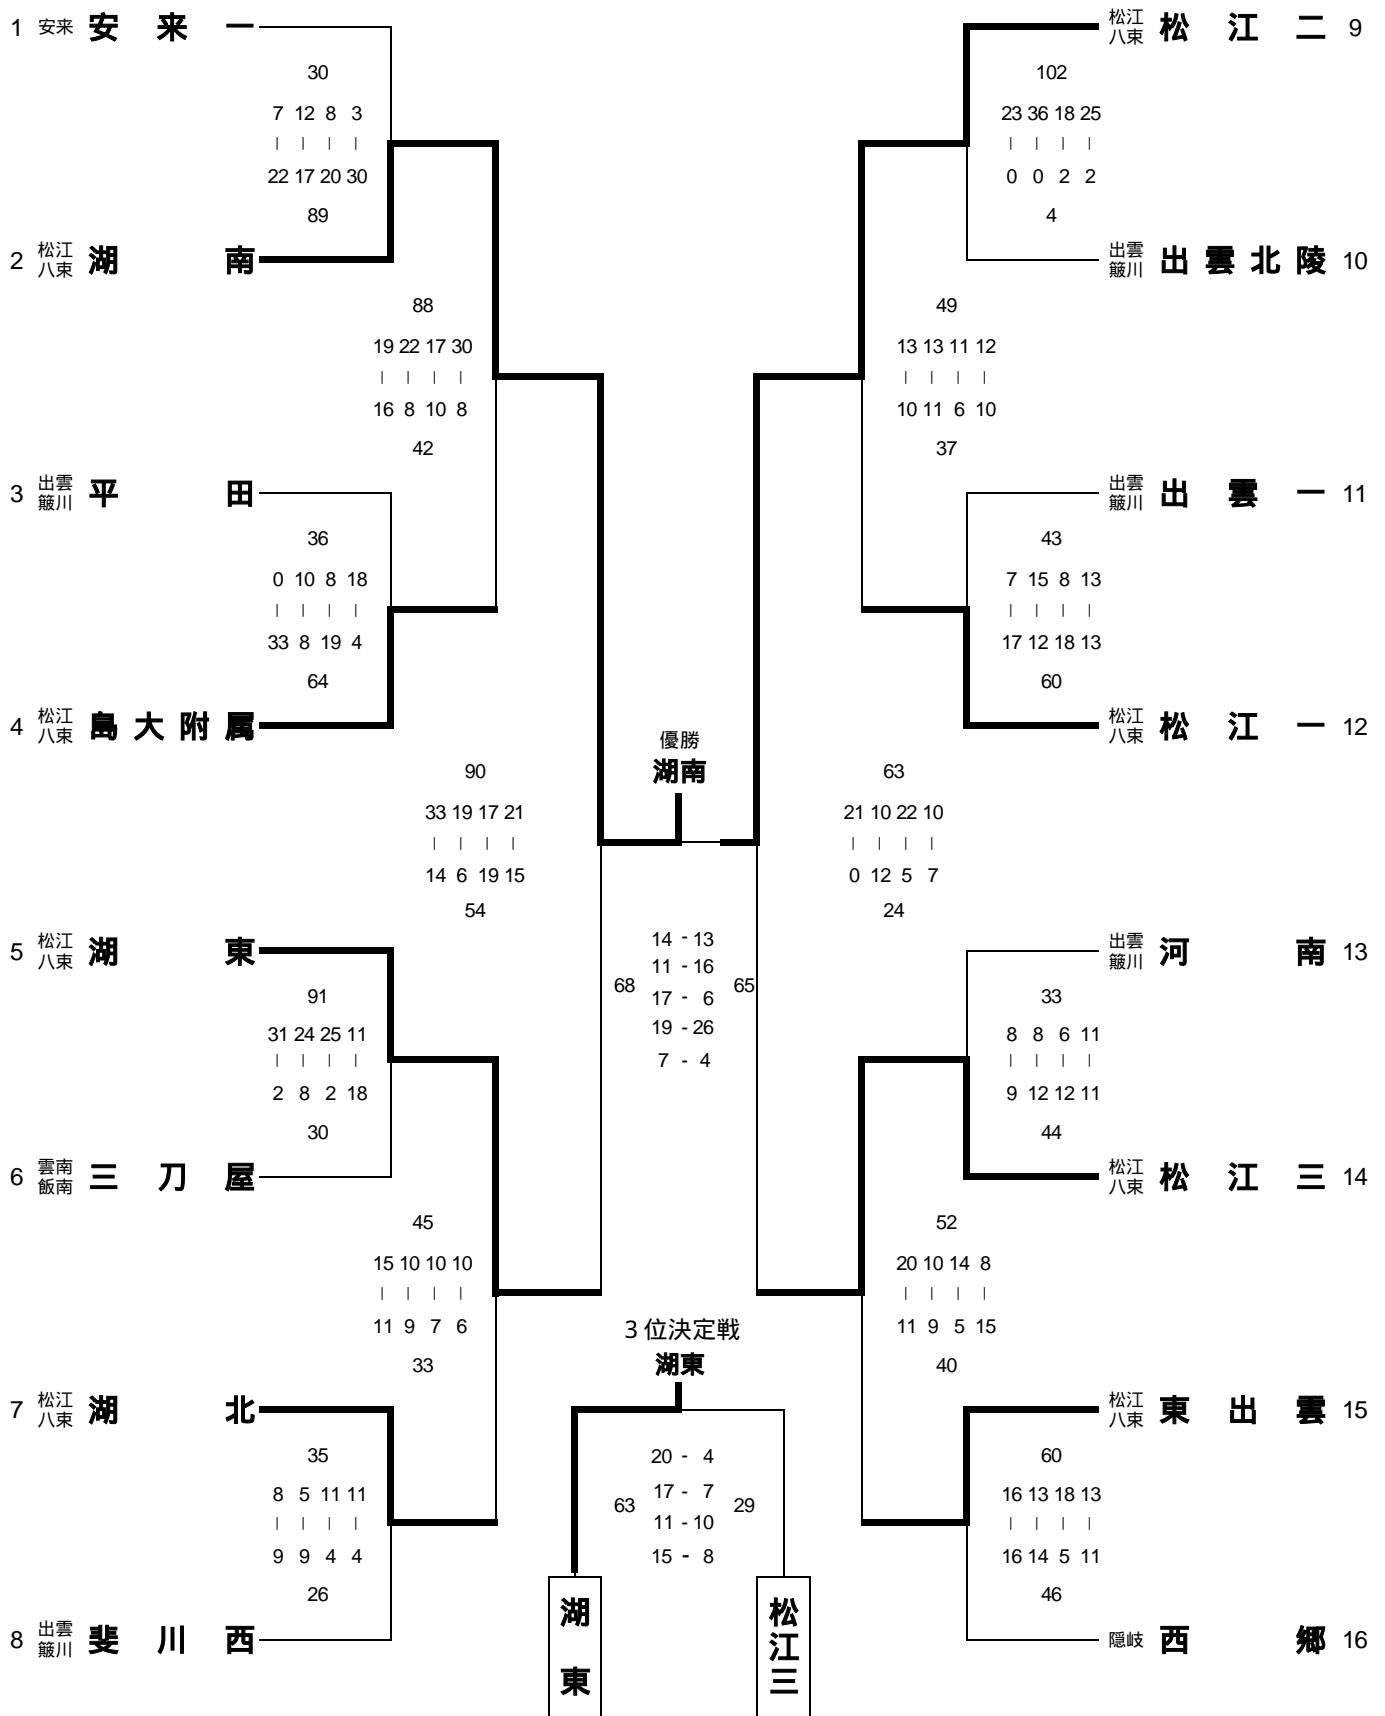 1 安来 安来一
30
7 12 8 3
| | | |
22 17 20 30
89
2 松江八束 湖南
88
19 22 17 30
| | | |
16 8 10 8
42
3 出雲簸川 平田
36
0 10 8 18
| | | |
33 8 19 4
64
4 松江八束 島大附属
90
33 19 17 21
| | | |
14 6 19 15
54
5 松江八束 湖東
91
31 24 25 11
| | | |
2 8 2 18
30
6 雲南飯南 三刀屋
45
15 10 10 10
| | | |
11 9 7 6
33
7 松江八束 湖北
35
8 5 11 11
| | | |
9 9 4 4
26
8 出雲簸川 斐川西
優勝
湖南
14 - 13
11 - 16
68 17 - 6 65
19 - 26
7 - 4
3位決定戦
湖東
20 - 4
17 - 7
63 29
11 - 10
15 - 8
湖東
松江三
松江八束 松江二 9
102
23 36 18 25
| | | |
0 0 2 2
4
出雲簸川 出雲北陵 10
49
13 13 11 12
| | | |
10 11 6 10
37
出雲簸川 出雲一 11
43
7 15 8 13
| | | |
17 12 18 13
60
松江八束 松江一 12
63
21 10 22 10
| | | |
0 12 5 7
24
出雲簸川 河南 13
33
8 8 6 11
| | | |
9 12 12 11
44
松江八束 松江三 14
52
20 10 14 8
| | | |
11 9 5 15
40
松江八束 東出雲 15
60
16 13 18 13
| | | |
16 14 5 11
46
隠岐 西郷 16